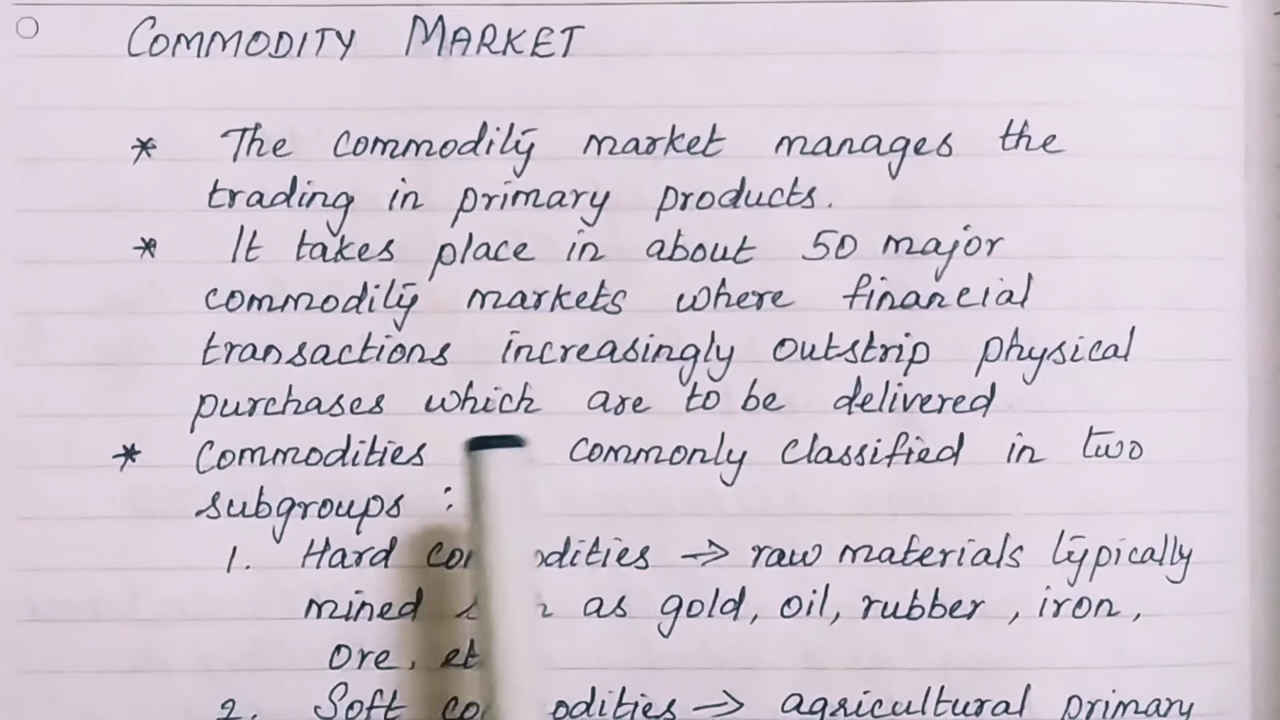 COMMODITY MARKET
* The commodity market manages the
trading in primary products.
* It takes place in about 50 major
commodity markets where financial
transactions increasingly outstrip physical
purchases which are to be delivered
* Commodities commonly classified in two
subgroups :
1. Hard → raw materials typically
mined as gold, oil, rubber, iron,
ore,
2. Soft → agricultural primary